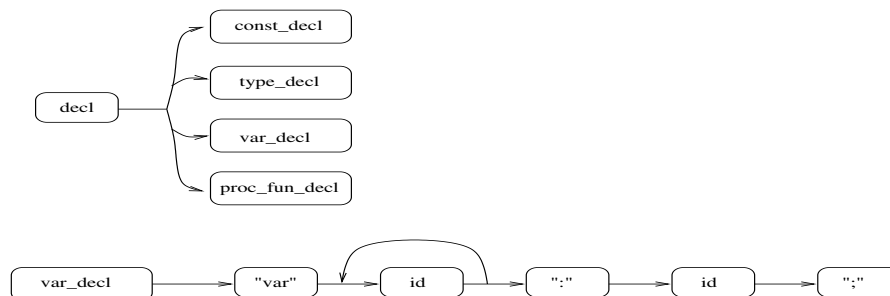 const_decl
type_decl
decl
var_decl
proc_fun_decl
var_decl "var" id ":" id ";"